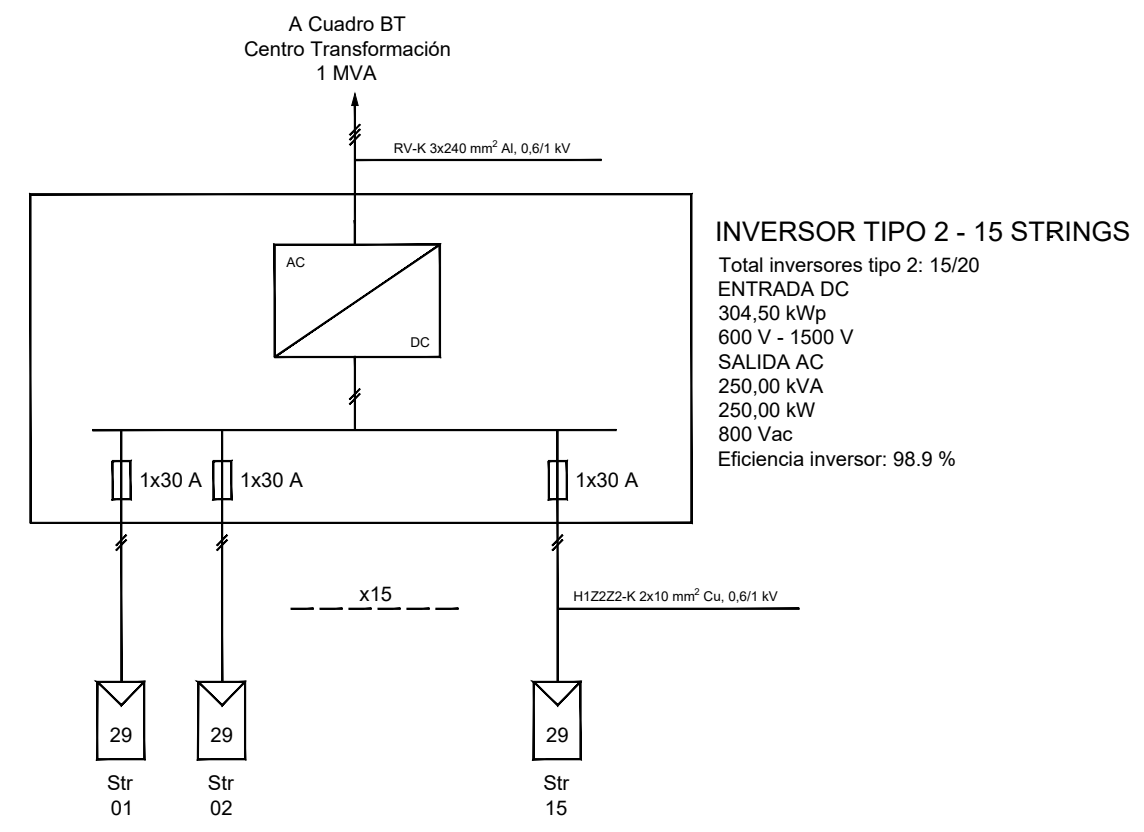 A Cuadro BT
Centro Transformación
1 MVA
RV-K 3x240 mm² Al, 0,6/1 kV
INVERSOR TIPO 2 - 15 STRINGS
Total inversores tipo 2: 15/20
ENTRADA DC
304,50 kWp
600 V - 1500 V
SALIDA AC
250,00 kVA
250,00 kW
800 Vac
Eficiencia inversor: 98.9 %
AC
DC
1x30 A
1x30 A
1x30 A
x15
H1Z2Z2-K 2x10 mm² Cu, 0,6/1 kV
29
29
29
Str
01
Str
02
Str
15